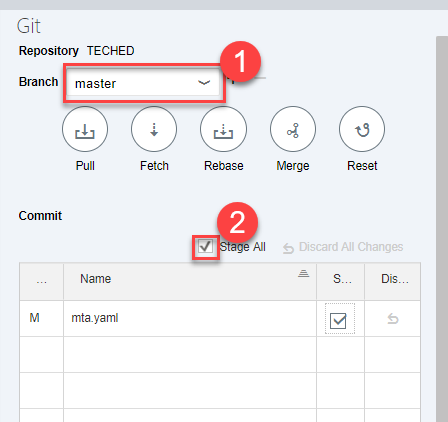 Git
Repository TECHED
1
Branch master
Pull Fetch Rebase Merge Reset
Commit
2
Stage All Discard All Changes
... Name S... Dis...
M mta.yaml